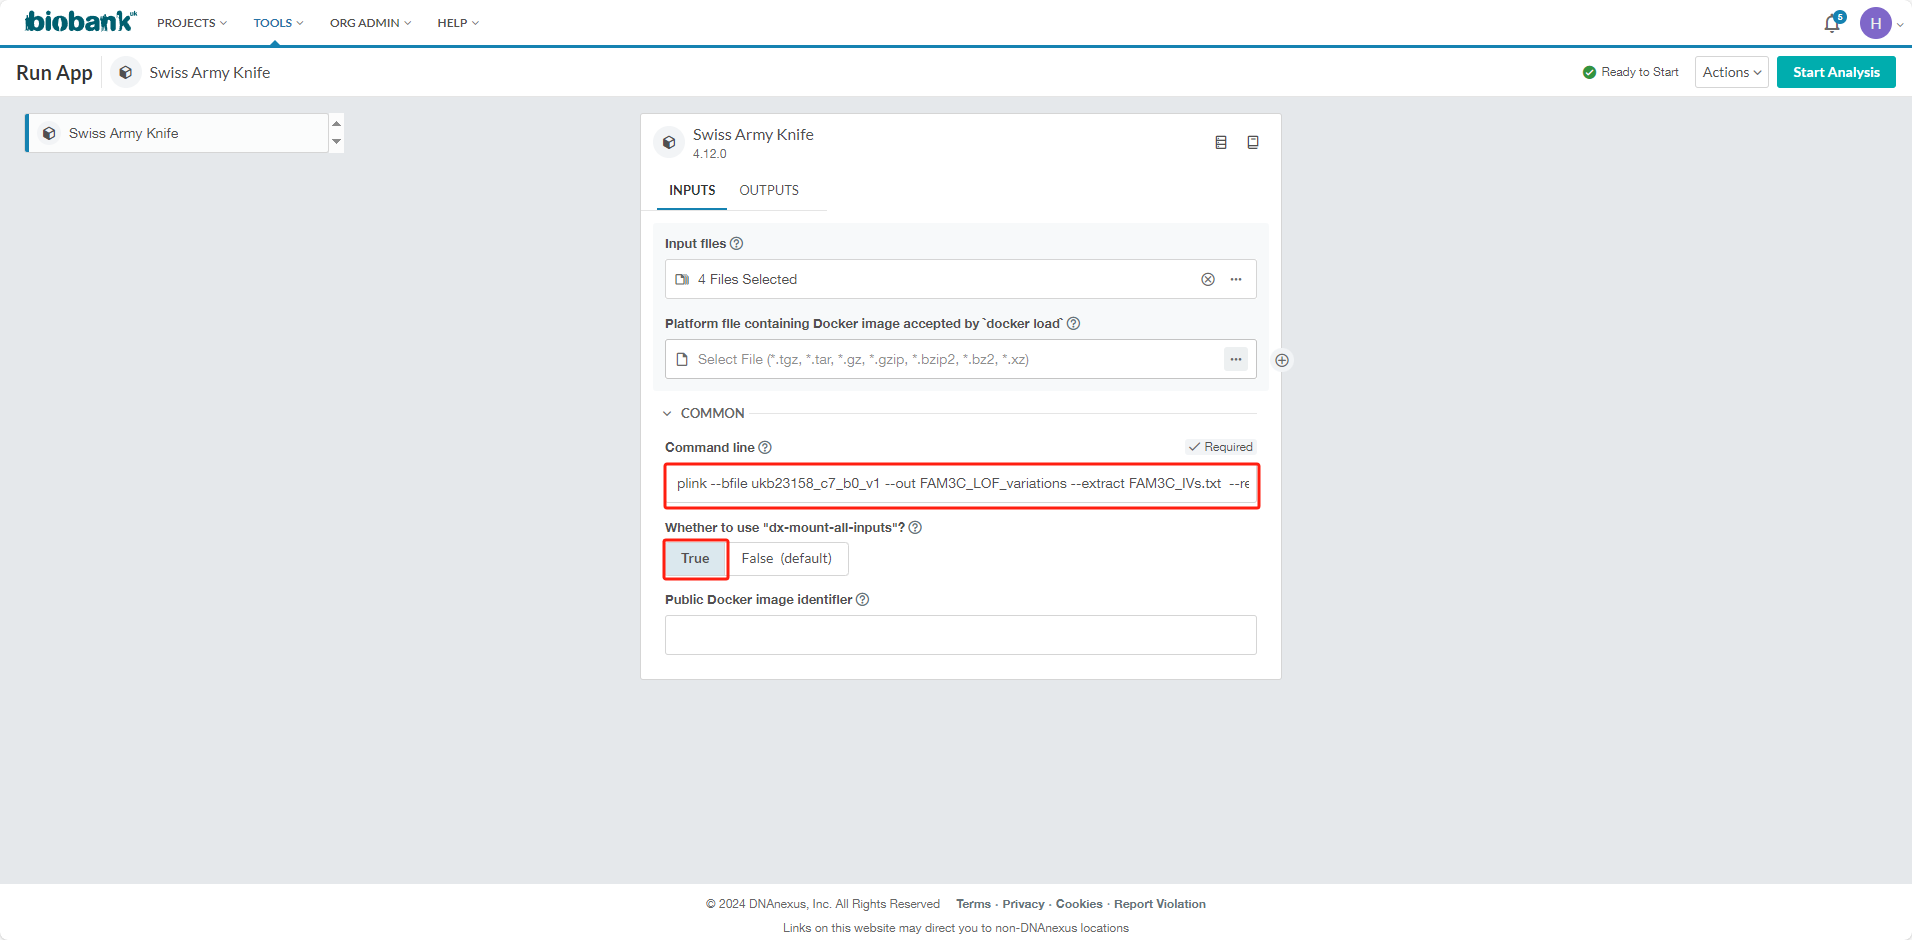 biobank uk PROJECTS TOOLS ORG ADMIN HELP 5 H
Run App Swiss Army Knife Ready to Start Actions Start Analysis
Swiss Army Knife
Swiss Army Knife
4.12.0
INPUTS OUTPUTS
Input files
4 Files Selected
Platform file containing Docker image accepted by `docker load`
Select File (*.tgz, *.tar, *.gz, *.gzip, *.bzip2, *.bz2, *.xz)
COMMON
Command line Required
plink --bfile ukb23158_c7_b0_v1 --out FAM3C_LOF_variations --extract FAM3C_IVs.txt --re
Whether to use "dx-mount-all-inputs"?
True False (default)
Public Docker image identifier
© 2024 DNAnexus, Inc. All Rights Reserved Terms · Privacy · Cookies · Report Violation
Links on this website may direct you to non-DNAnexus locations